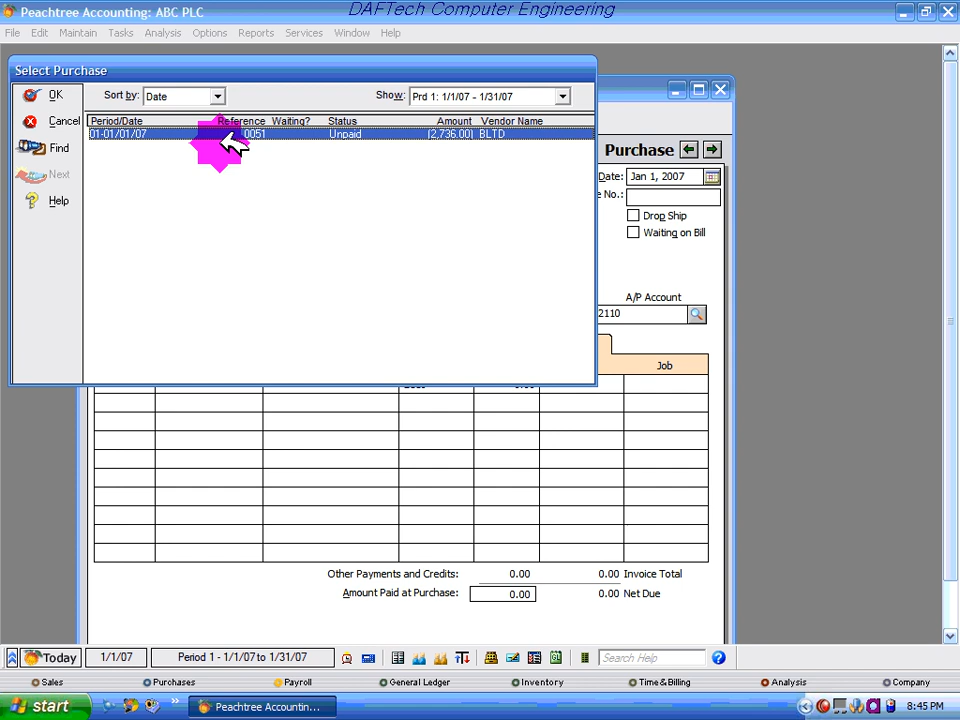 Peachtree Accounting: ABC PLC
DAFTech Computer Engineering
File Edit Maintain Tasks Analysis Options Reports Services Window Help
Select Purchase
OK
Cancel
Find
Next
Help
Sort by: Date
Show: Prd 1: 1/1/07 - 1/31/07
Period/Date Reference Waiting? Status Amount Vendor Name
01-01/01/07 0051 Unpaid (2,736.00) BLTD
Purchase
Date: Jan 1, 2007
e No.:
Drop Ship
Waiting on Bill
A/P Account
2110
Job
Other Payments and Credits: 0.00 0.00 Invoice Total
Amount Paid at Purchase: 0.00 0.00 Net Due
Today 1/1/07 Period 1 - 1/1/07 to 1/31/07 Search Help
Sales Purchases Payroll General Ledger Inventory Time & Billing Analysis Company
start Peachtree Accountin... 8:45 PM